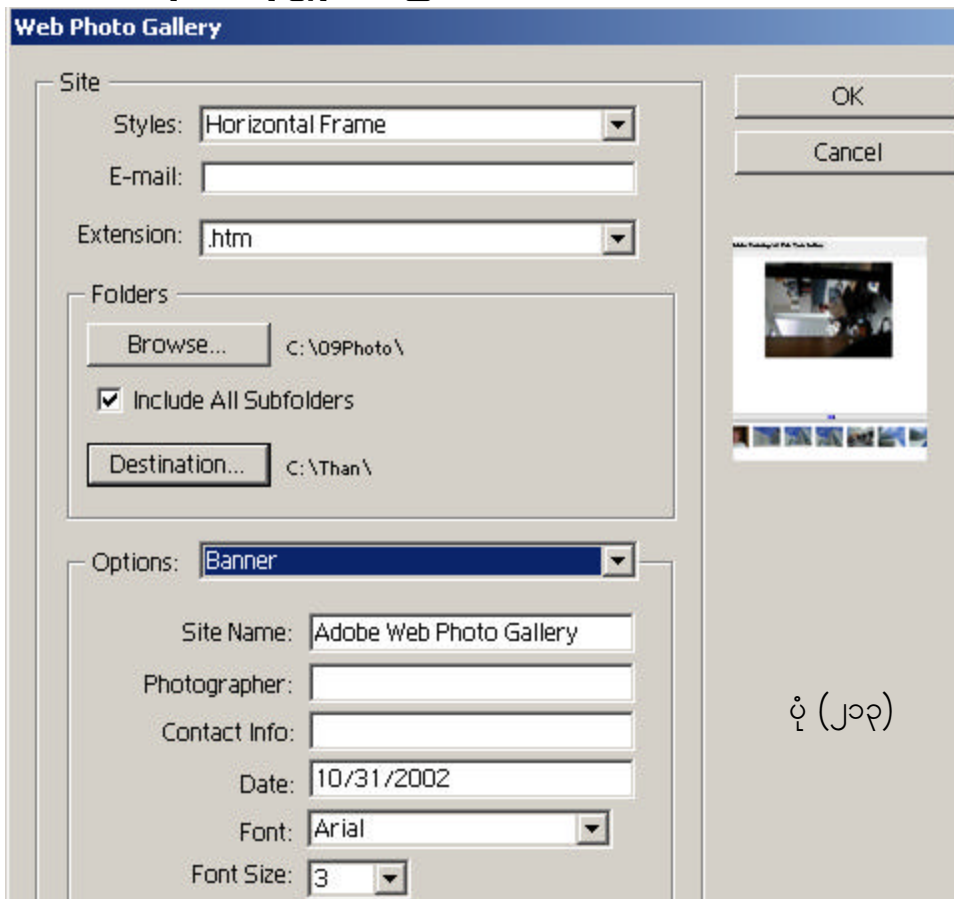 Web Photo Gallery
Site
Styles: Horizontal Frame
E-mail:
Extension: .htm
Folders
Browse... C:\09Photo\
Include All Subfolders
Destination... C:\Than\
Options: Banner
Site Name: Adobe Web Photo Gallery
Photographer:
Contact Info:
Date: 10/31/2002
Font: Arial
Font Size: 3
OK
Cancel
ပုံ (၂၁၃)